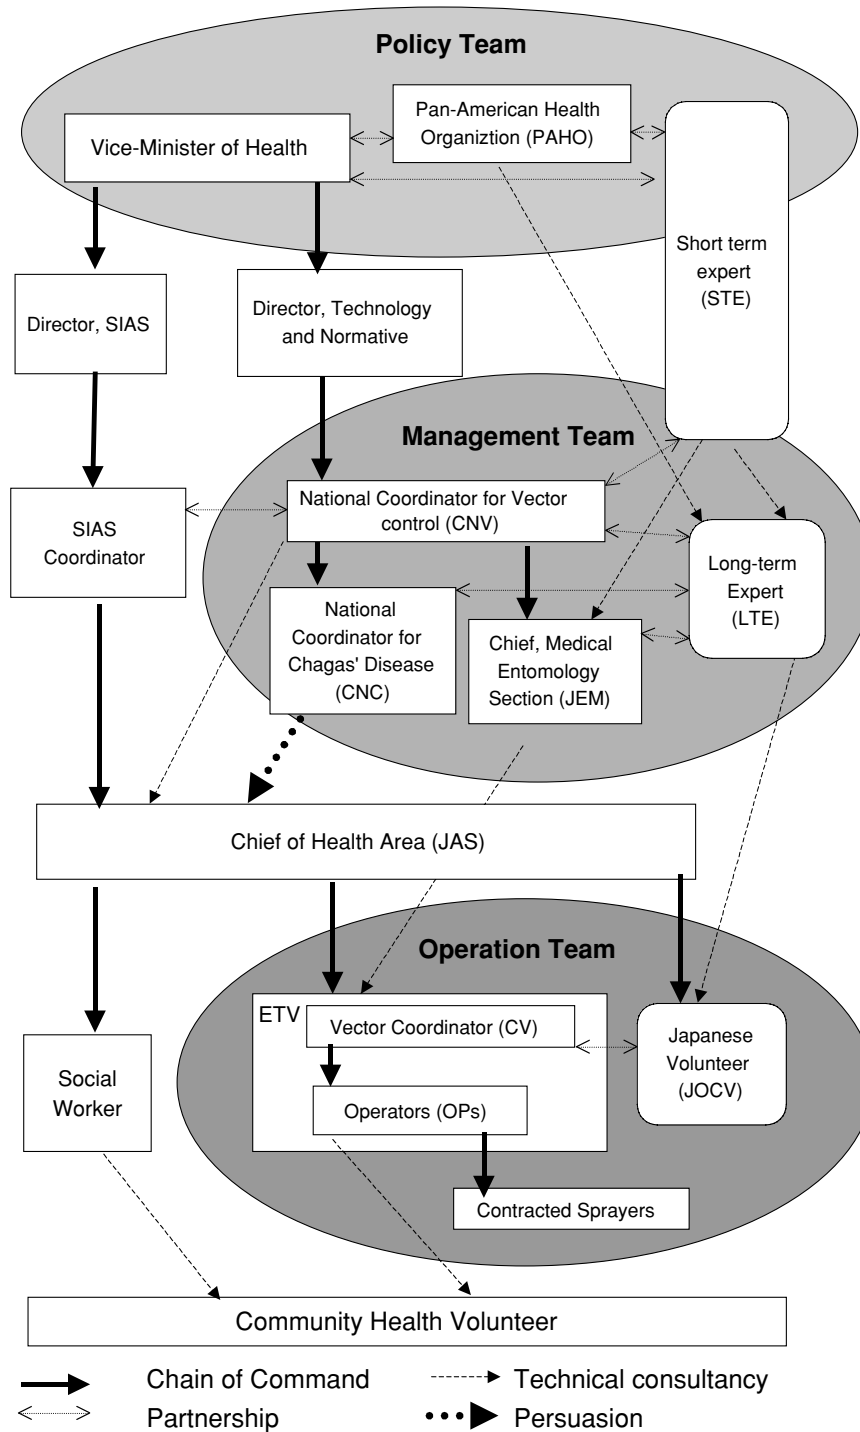 Policy Team
Pan-American Health
Organiztion (PAHO)
Vice-Minister of Health
Short term
expert
(STE)
Director, SIAS
Director, Technology
and Normative
Management Team
National Coordinator for Vector
control (CNV)
SIAS
Coordinator
Long-term
Expert
(LTE)
National
Coordinator for
Chagas' Disease
(CNC)
Chief, Medical
Entomology
Section (JEM)
Chief of Health Area (JAS)
Operation Team
ETV
Vector Coordinator (CV)
Japanese
Volunteer
(JOCV)
Social
Worker
Operators (OPs)
Contracted Sprayers
Community Health Volunteer
Chain of Command
Technical consultancy
Partnership
Persuasion